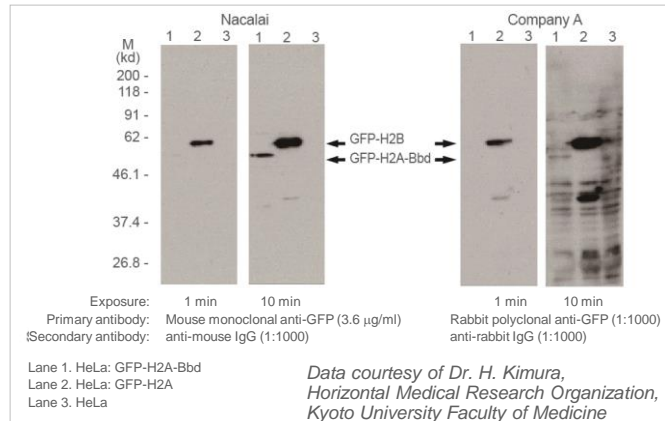 Nacalai
Company A
1 2 3
1 2 3
1 2 3
1 2 3
M
(kd)
200 -
118 -
91 -
62 -
46.1 -
37.4 -
26.8 -
GFP-H2B
GFP-H2A-Bbd
Exposure: 1 min 10 min 1 min 10 min
Primary antibody: Mouse monoclonal anti-GFP (3.6 μg/ml) Rabbit polyclonal anti-GFP (1:1000)
Secondary antibody: anti-mouse IgG (1:1000) anti-rabbit IgG (1:1000)
Lane 1. HeLa: GFP-H2A-Bbd
Lane 2. HeLa: GFP-H2A
Lane 3. HeLa
Data courtesy of Dr. H. Kimura,
Horizontal Medical Research Organization,
Kyoto University Faculty of Medicine